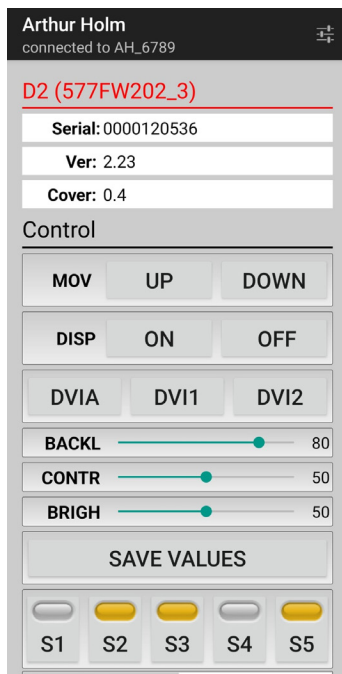 Arthur Holm
connected to AH_6789
D2 (577FW202_3)
Serial: 0000120536
Ver: 2.23
Cover: 0.4
Control
MOV UP DOWN
DISP ON OFF
DVIA DVI1 DVI2
BACKL 80
CONTR 50
BRIGH 50
SAVE VALUES
S1 S2 S3 S4 S5